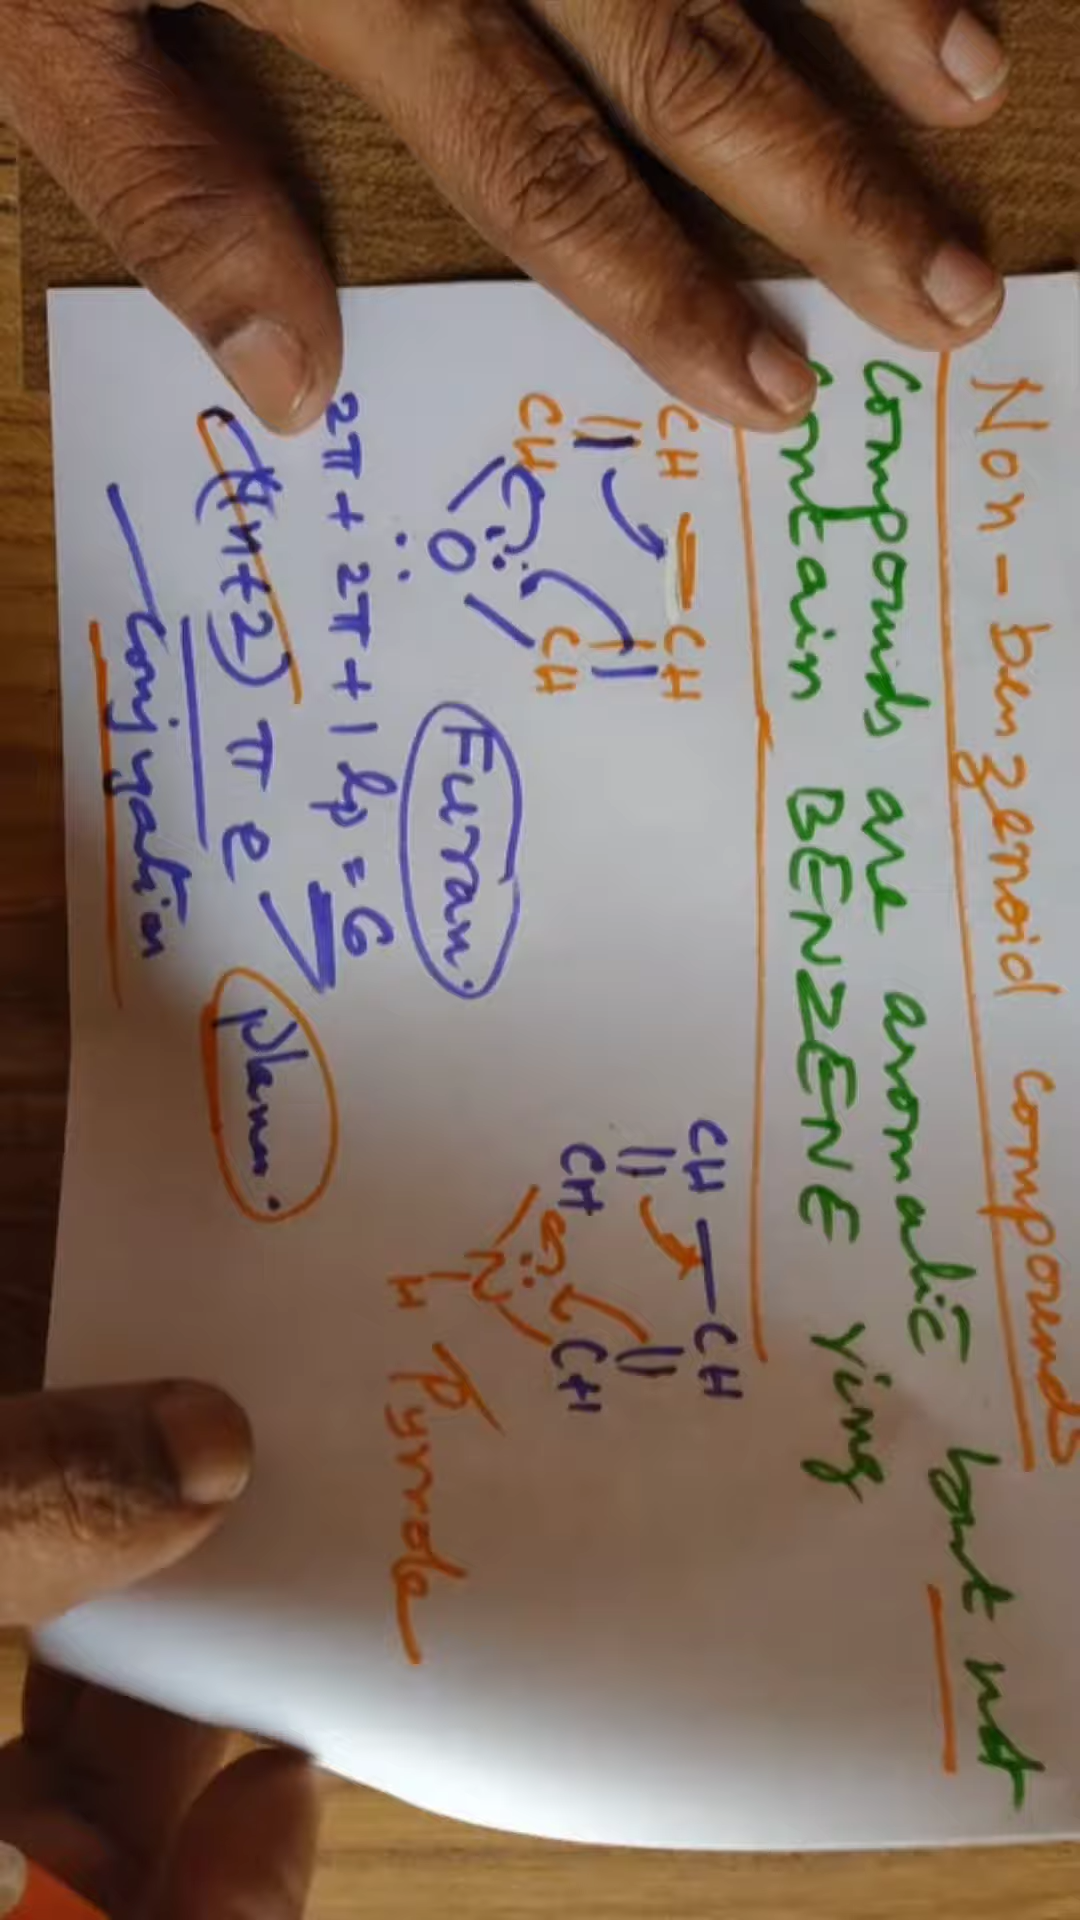 Non-benzenoid compounds
Compounds are aromatic but not
contain BENZENE ring
CH — CH
CH CH
O
Furan.
CH — CH
CH CH
N
H
Pyrrole
2π + 2π + 1 lp = 6
(4n+2) π e
planar.
conjugation